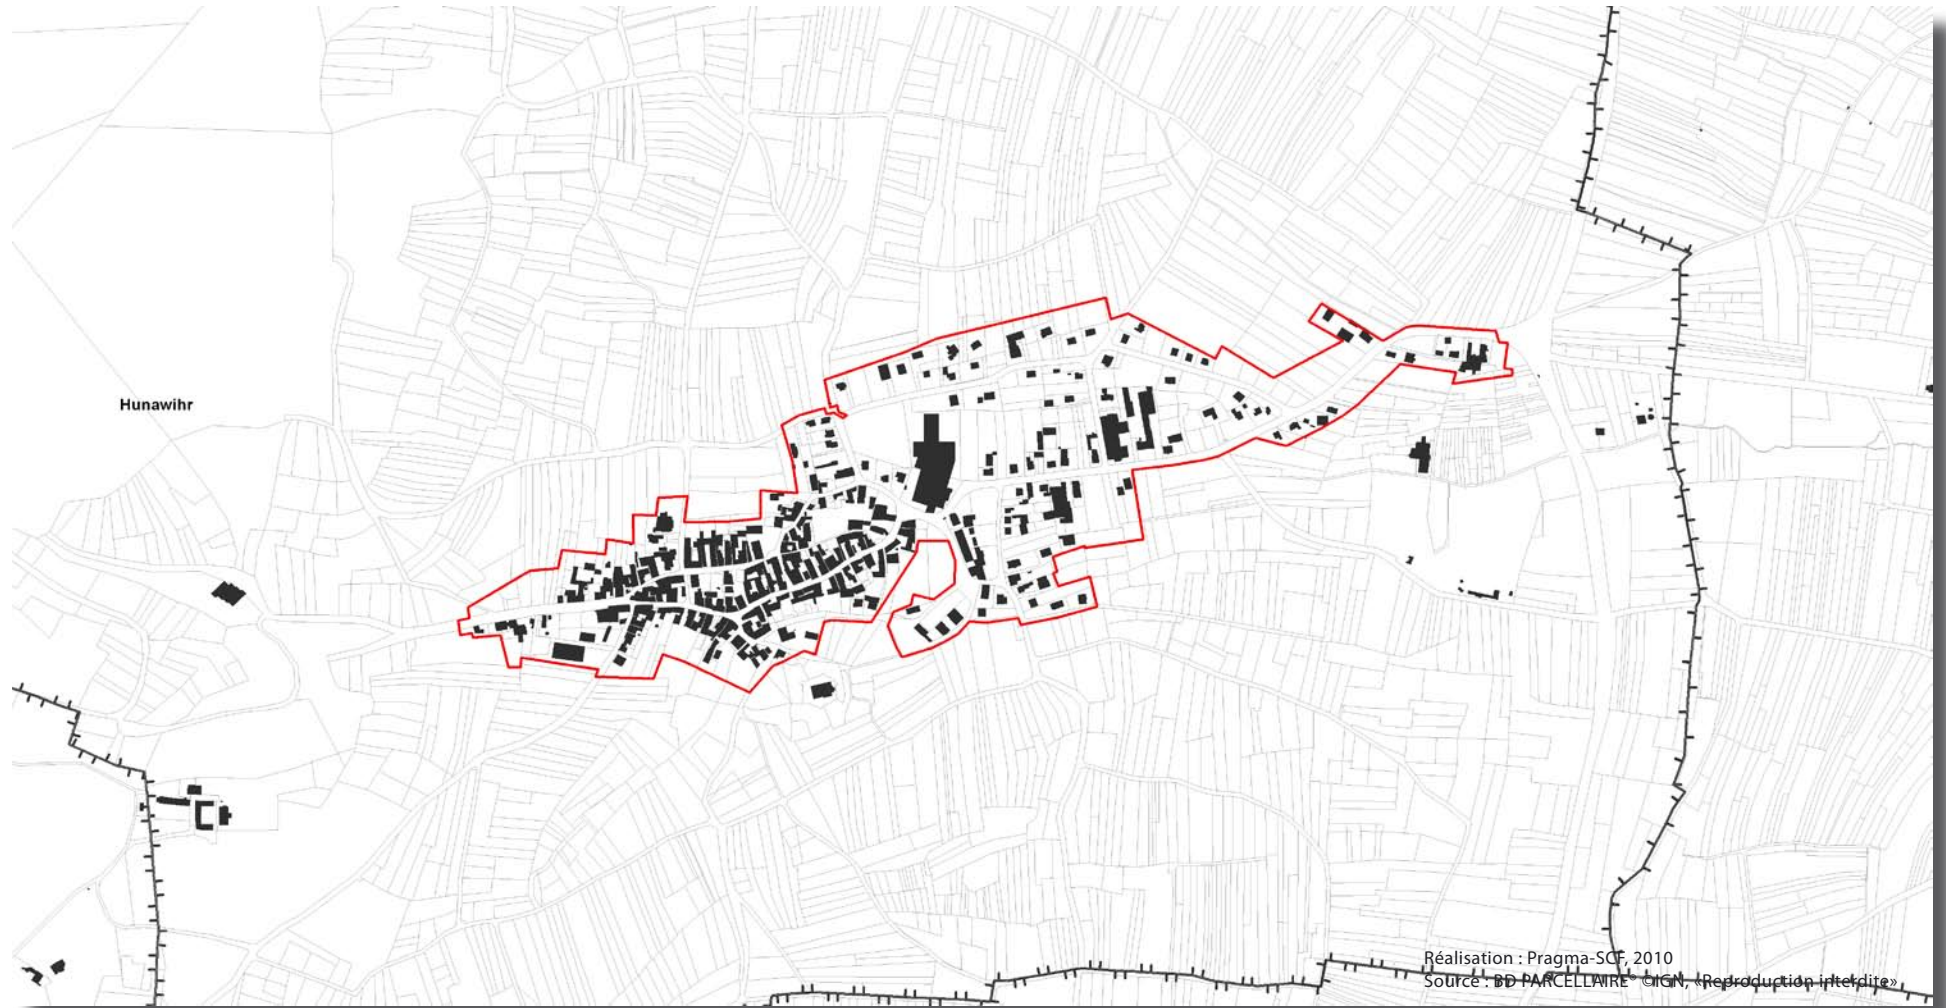 Hunawihr
Réalisation : Pragma-SCF, 2010
Source : BD PARCELLAIRE® ©IGN, «Reproduction interdite»